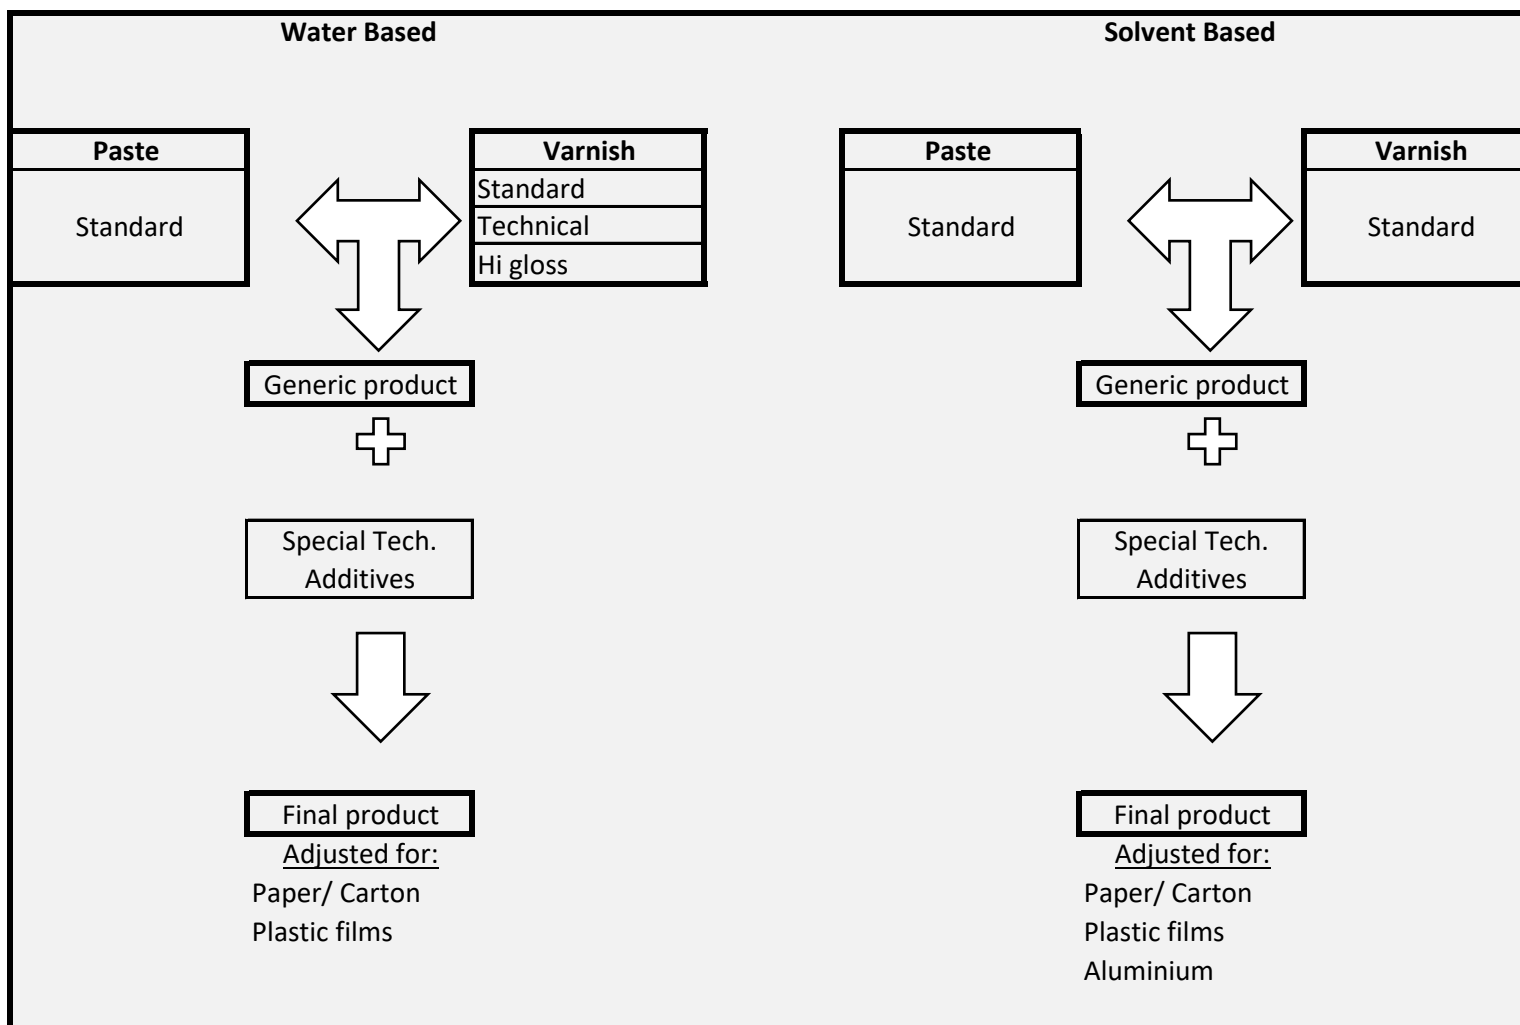 Water Based
Paste
Standard
Varnish
Standard
Technical
Hi gloss
Generic product
Special Tech.
Additives
Final product
Adjusted for:
Paper/ Carton
Plastic films
Solvent Based
Paste
Standard
Varnish
Standard
Generic product
Special Tech.
Additives
Final product
Adjusted for:
Paper/ Carton
Plastic films
Aluminium